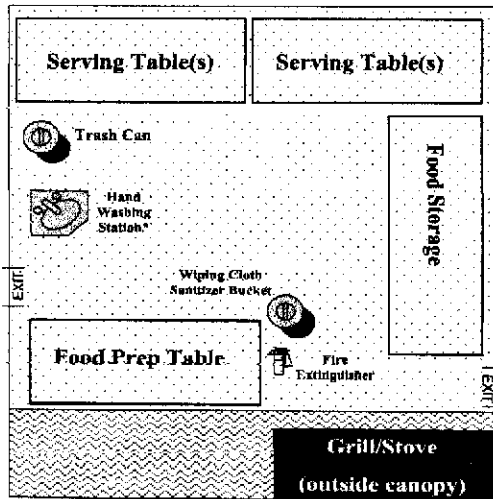 Serving Table(s)
Serving Table(s)
Trash Can
Hand
Washing
Station*
Food Storage
EXIT
Wiping Cloth
Sanitizer Bucket
Food Prep Table
Fire
Extinguisher
EXIT
Grill/Stove
(outside canopy)